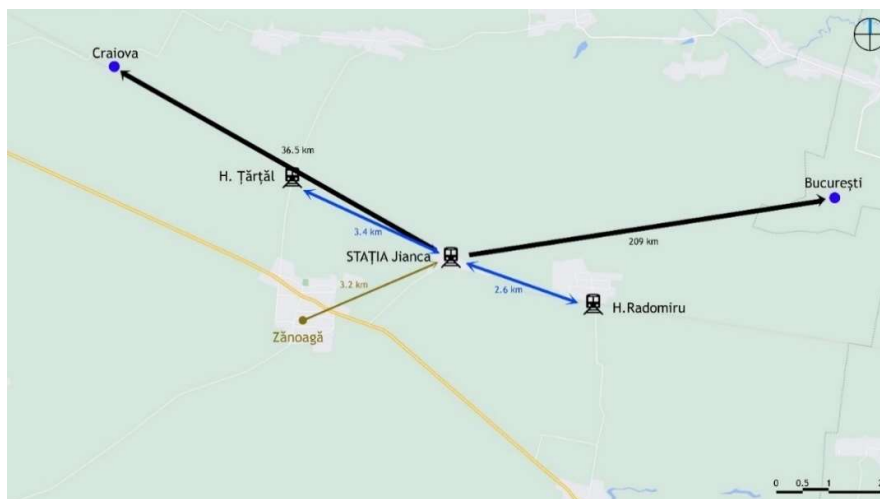 Craiova
36.5 km
H. Țărțăl
București
3.4 km
STAȚIA Jianca
209 km
3.2 km
2.6 km
H.Radomiru
Zănoagă
0 0.5 1